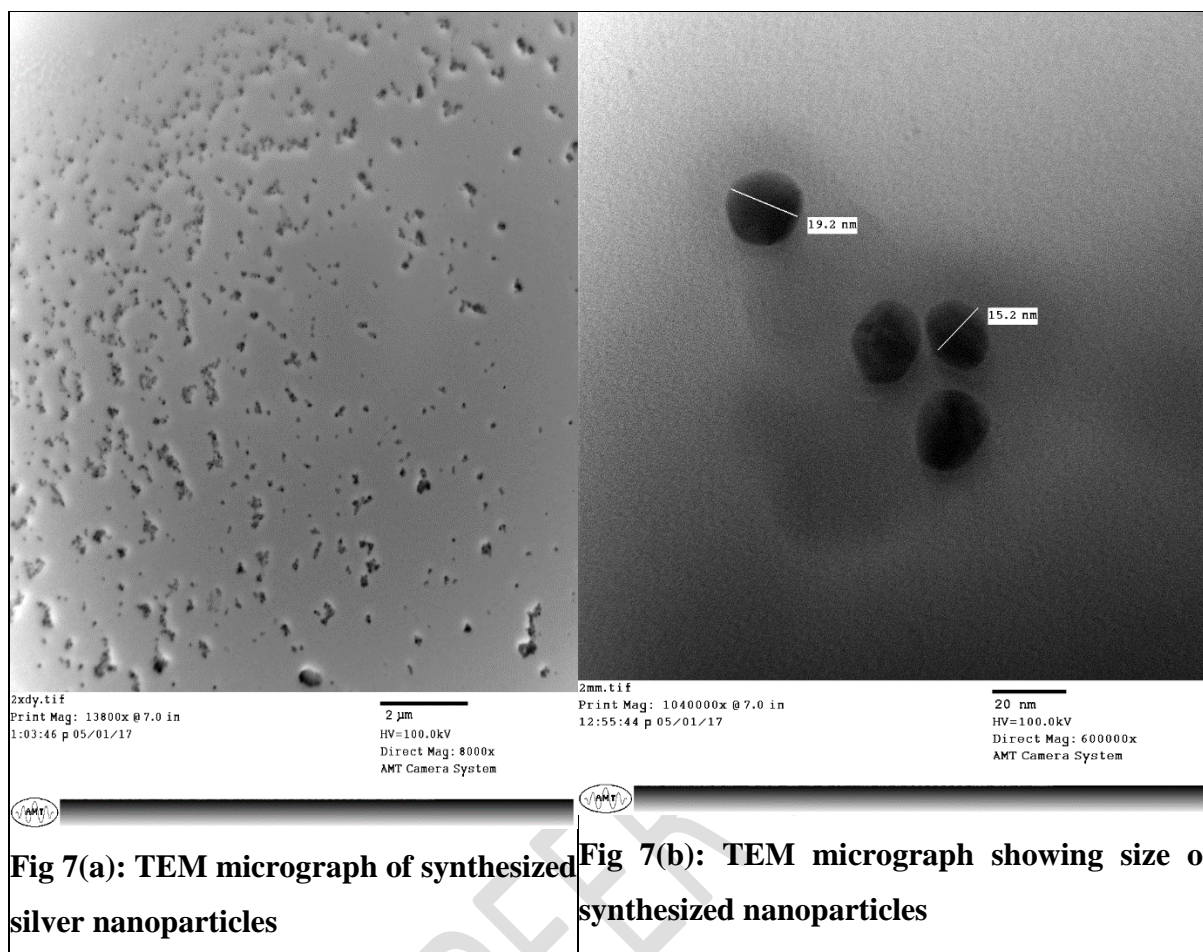 19.2 nm
15.2 nm
2xdy.tif
Print Mag: 13800x @ 7.0 in
1:03:46 p 05/01/17
2 µm
HV=100.0kV
Direct Mag: 8000x
AMT Camera System
2mm.tif
Print Mag: 1040000x @ 7.0 in
12:55:44 p 05/01/17
20 nm
HV=100.0kV
Direct Mag: 600000x
AMT Camera System
AMT
AMT
Fig 7(a): TEM micrograph of synthesized
silver nanoparticles
Fig 7(b): TEM micrograph showing size o
synthesized nanoparticles